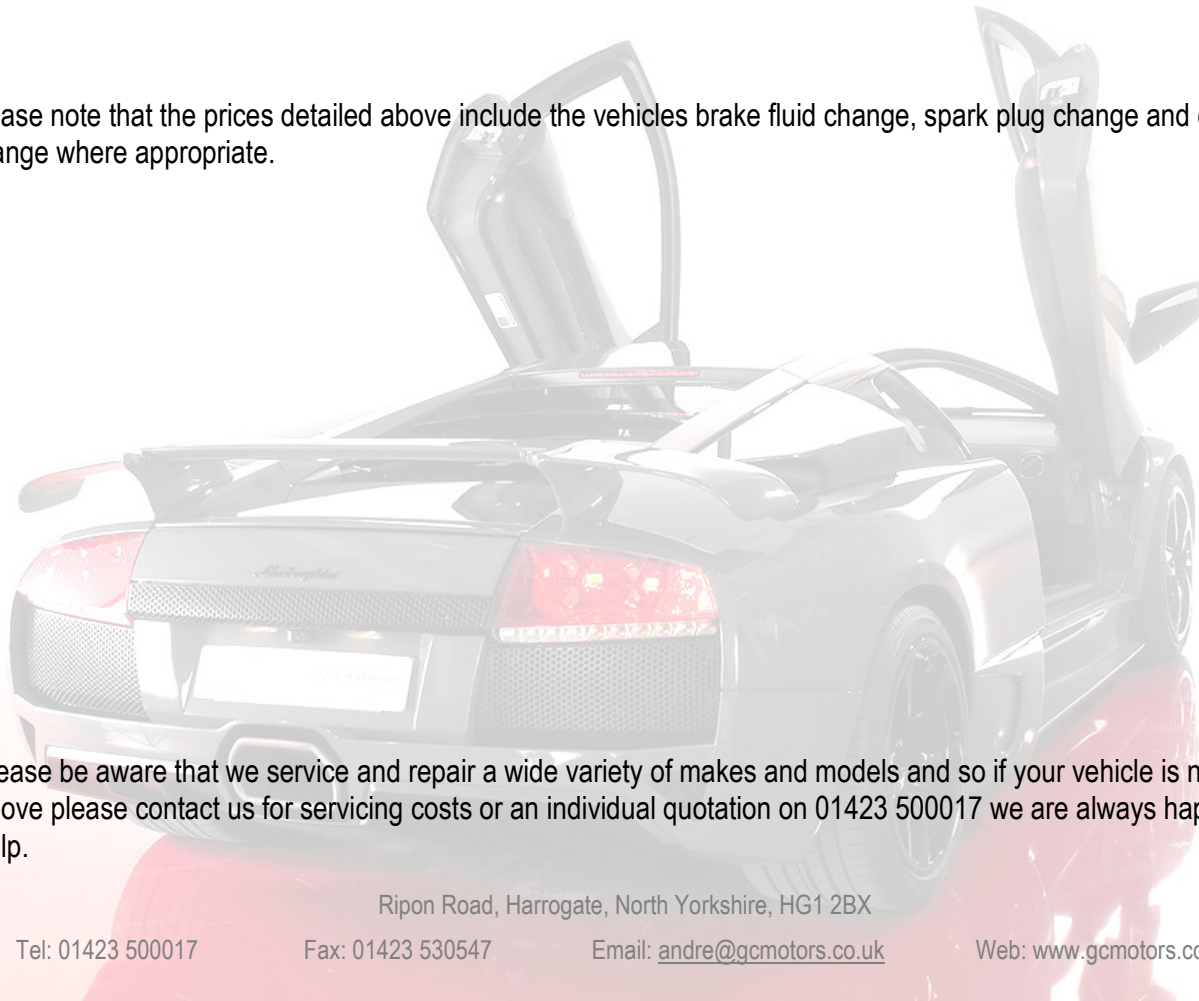 ase note that the prices detailed above include the vehicles brake fluid change, spark plug change and
ange where appropriate.
Lamborghini
ease be aware that we service and repair a wide variety of makes and models and so if your vehicle is
ove please contact us for servicing costs or an individual quotation on 01423 500017 we are always hap
lp.
Ripon Road, Harrogate, North Yorkshire, HG1 2BX
Tel: 01423 500017 Fax: 01423 530547 Email: andre@gcmotors.co.uk Web: www.gcmotors.co